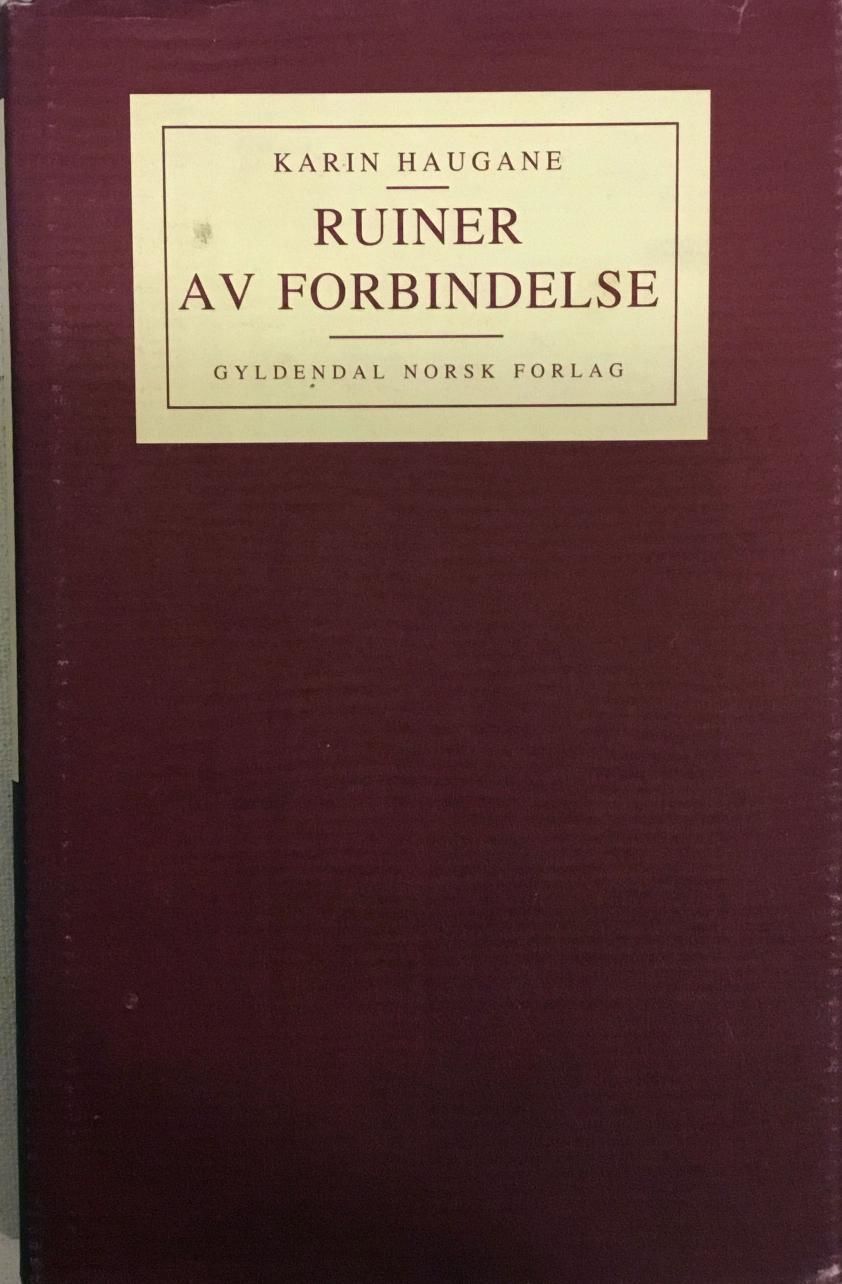 KARIN HAUGANE
RUINER
AV FORBINDELSE
GYLDENDAL NORSK FORLAG